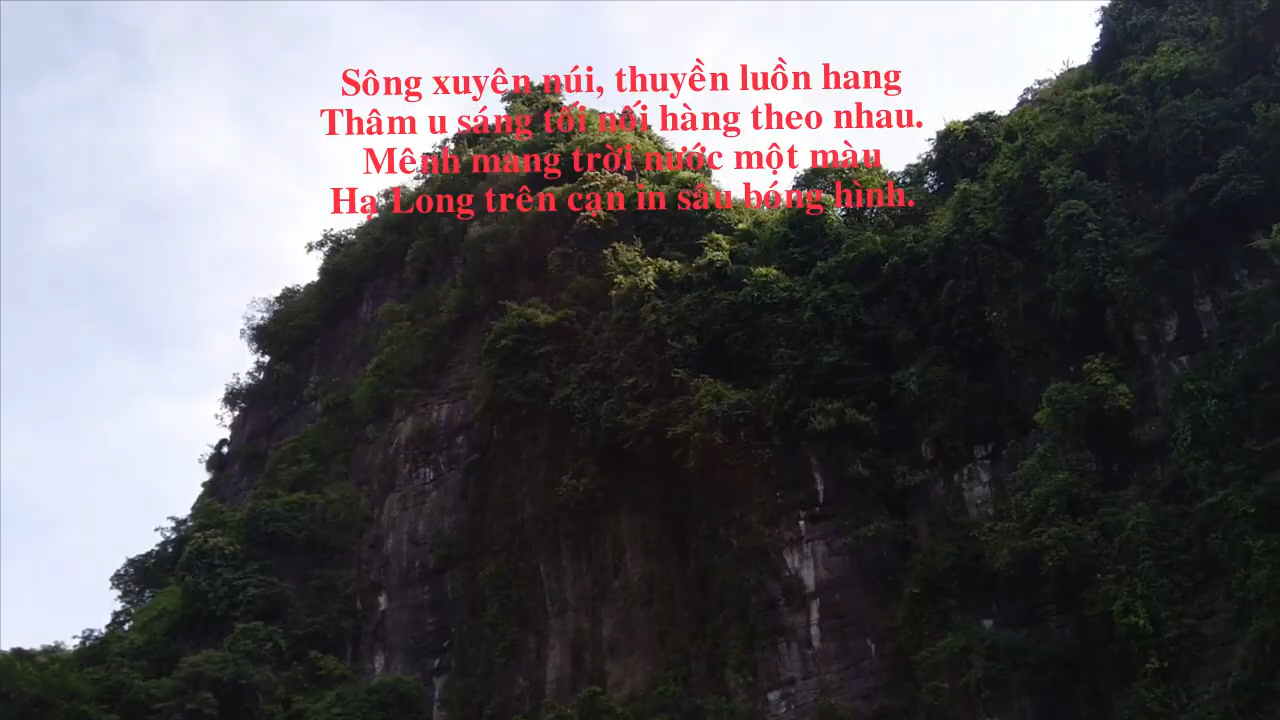 Sông xuyên núi, thuyền luồn hang
Thâm u sáng tối nối hàng theo nhau.
Mênh mang trời nước một màu
Hạ Long trên cạn in sâu bóng hình.